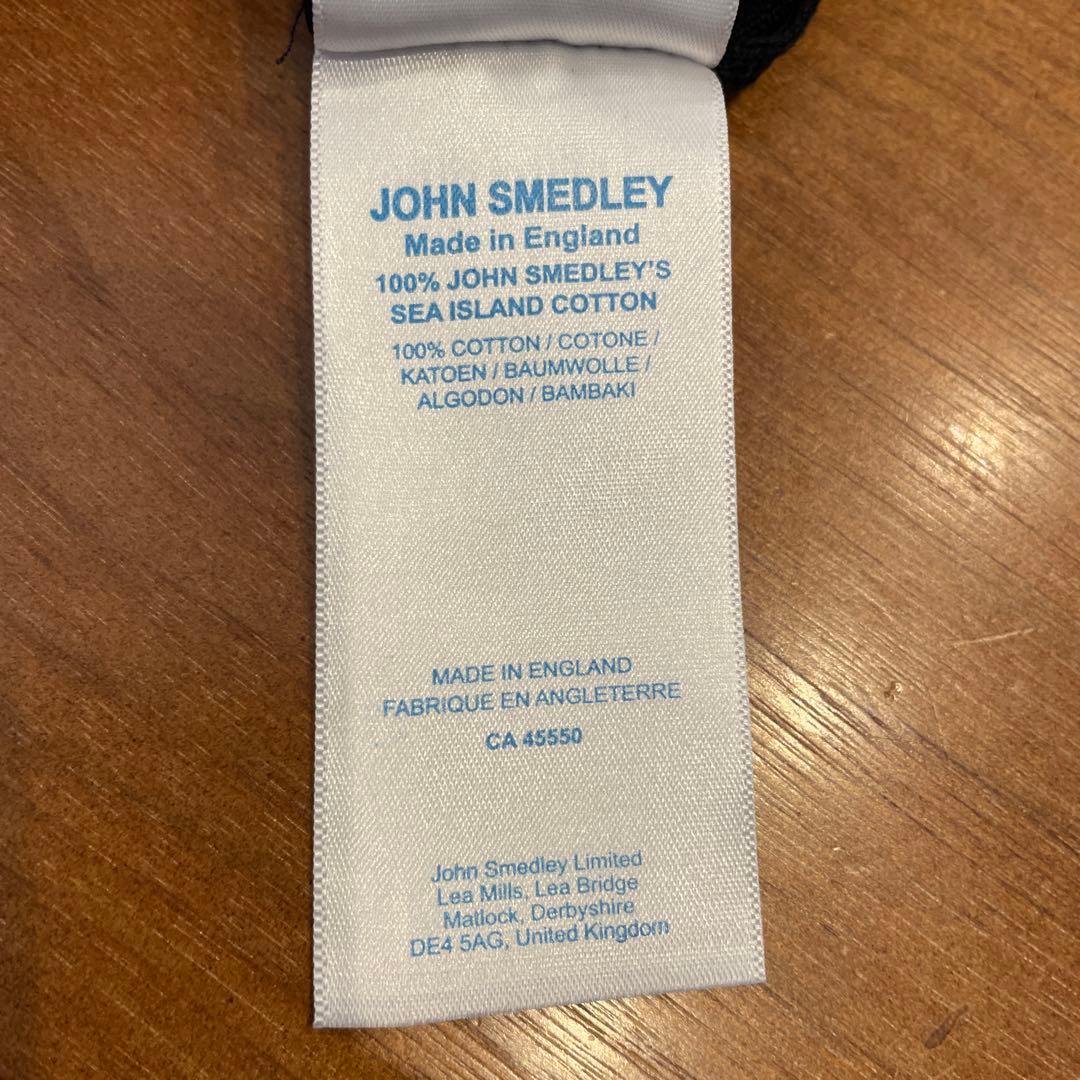 JOHN SMEDLEY
Made in England
100% JOHN SMEDLEY'S
SEA ISLAND COTTON
100% COTTON / COTONE /
KATOEN / BAUMWOLLE /
ALGODON / BAMBAKI
MADE IN ENGLAND
FABRIQUE EN ANGLETERRE
CA 45550
John Smedley Limited
Lea Mills, Lea Bridge
Matlock, Derbyshire
DE4 5AG, United Kingdom